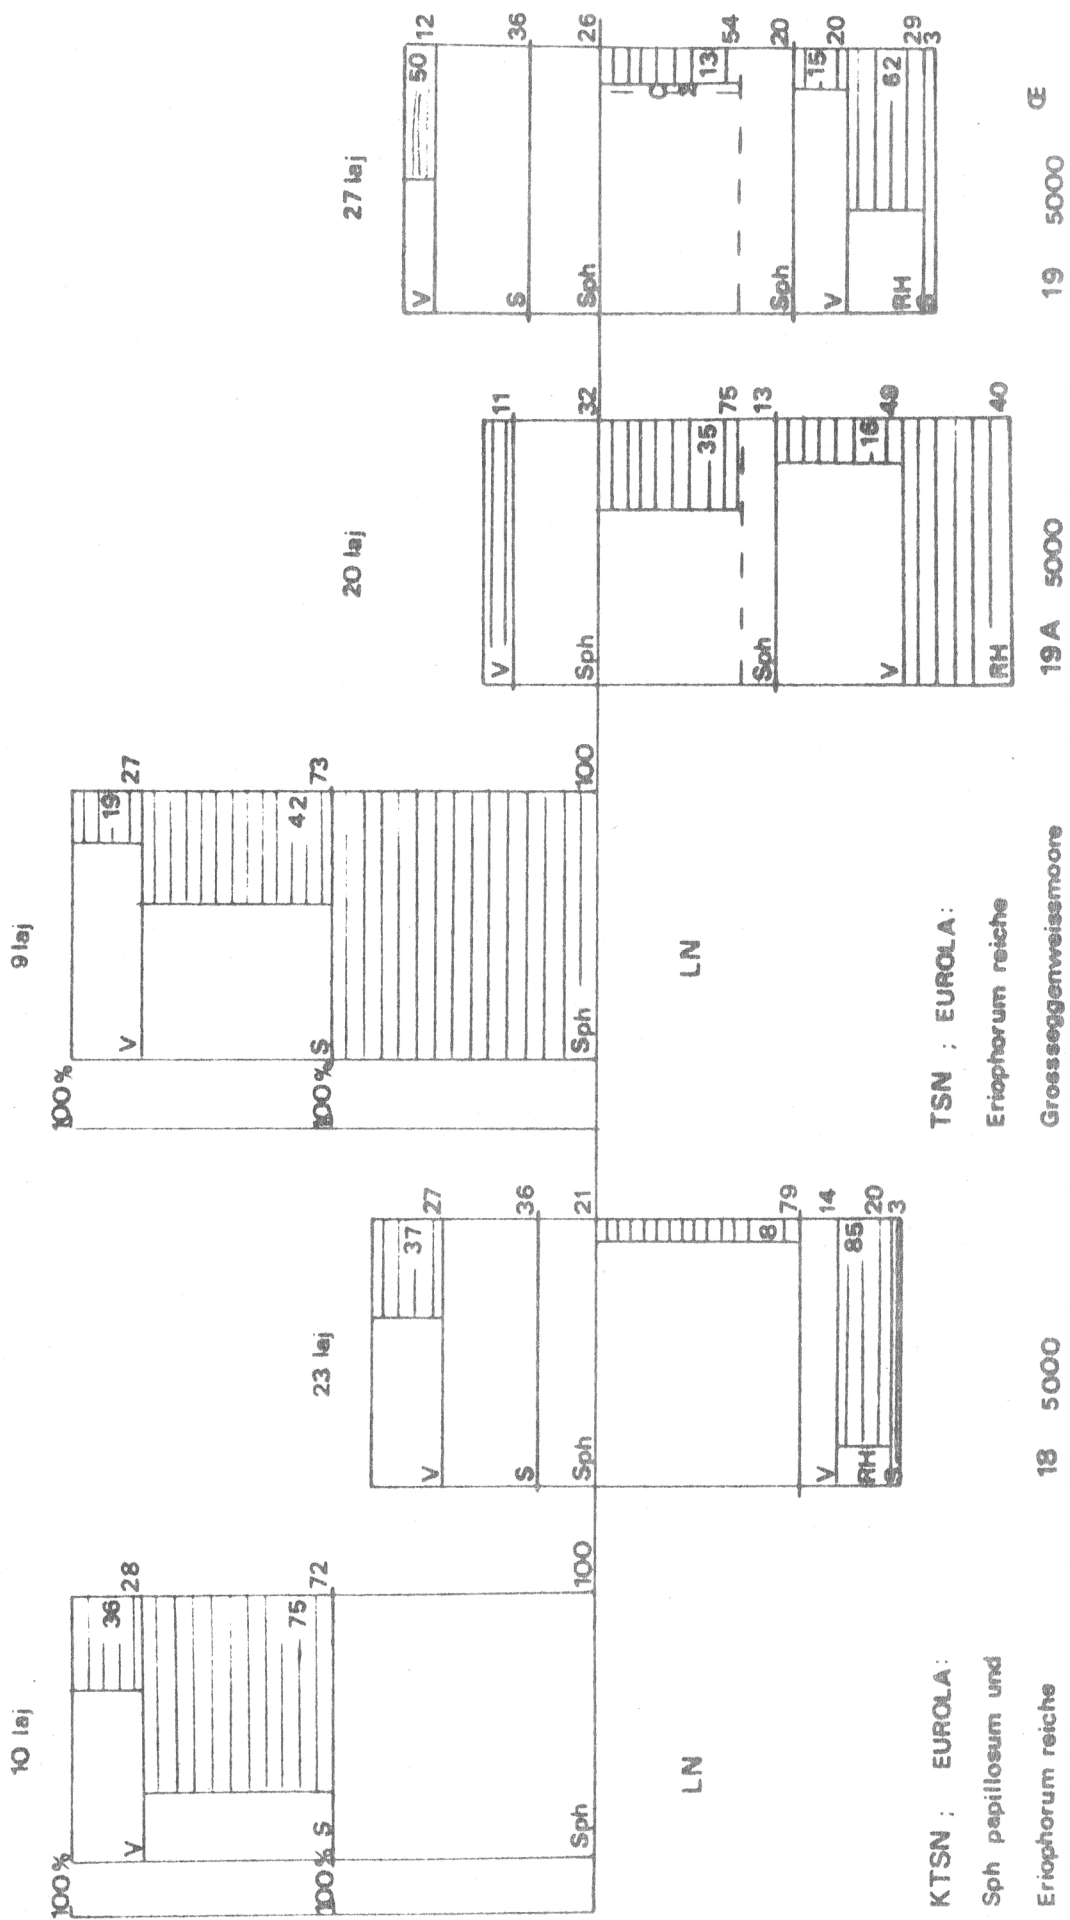 10 laj
100%
36
V 28
75
100% S 72
Sph 100
LN
KTSN ; EUROLA:
Sph papillosum und
Eriophorum reiche
23 laj
37
V 27
S 36
Sph 21
8
79
V 14
85
RH 20
S 3
18 5000
9 laj
100%
19
V 27
42
100% S 73
Sph 100
LN
TSN ; EUROLA:
Eriophorum reiche
Grosseggenweissmoore
20 laj
V 11
Sph 32
35
75
Sph 13
16
V 48
RH 40
19A 5000
27 laj
50
V 12
S 36
Sph 26
13
54
Sph 20
15
V 20
62
RH 29
3
19 5000 Œ